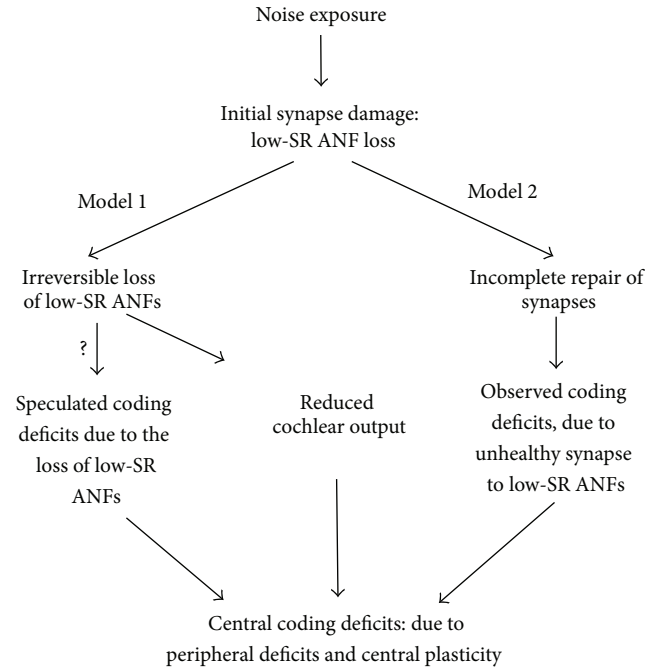 Noise exposure
Initial synapse damage:
low-SR ANF loss
Model 1
Model 2
Irreversible loss
of low-SR ANFs
Incomplete repair of
synapses
?
Speculated coding
deficits due to the
loss of low-SR
ANFs
Reduced
cochlear output
Observed coding
deficits, due to
unhealthy synapse
to low-SR ANFs
Central coding deficits: due to
peripheral deficits and central plasticity